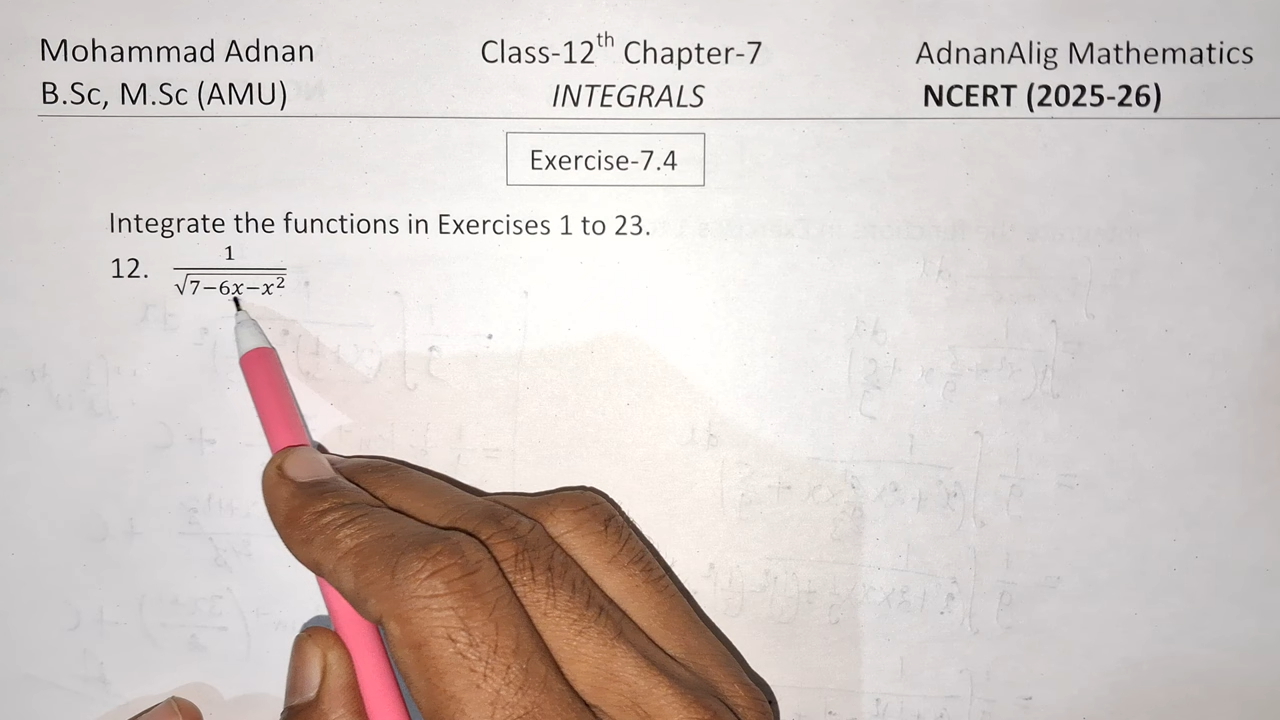 Mohammad Adnan Class-12th Chapter-7 AdnanAlig Mathematics
B.Sc, M.Sc (AMU) INTEGRALS NCERT (2025-26)
Exercise-7.4
Integrate the functions in Exercises 1 to 23.
12. 1/√(7−6x−x²)